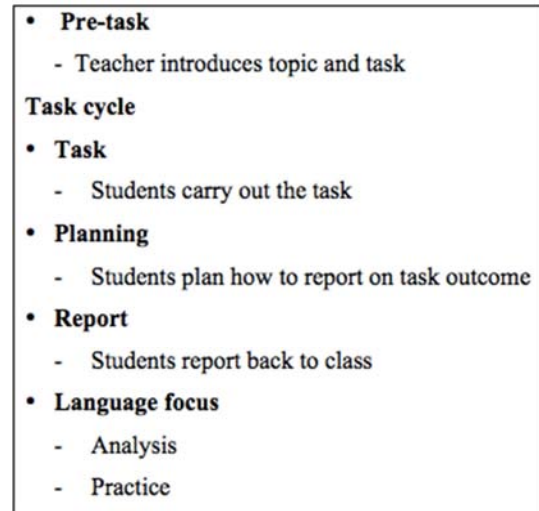 • Pre-task
- Teacher introduces topic and task
Task cycle
• Task
- Students carry out the task
• Planning
- Students plan how to report on task outcome
• Report
- Students report back to class
• Language focus
- Analysis
- Practice